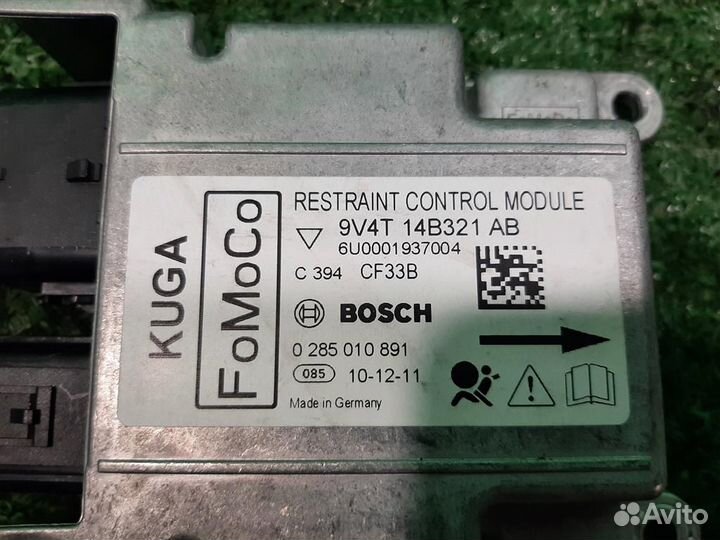 KUGA
FoMoCo
RESTRAINT CONTROL MODULE
9V4T 14B321 AB
6U0001937004
C 394 CF33B
BOSCH
0 285 010 891
085 10-12-11
Made in Germany
Avito